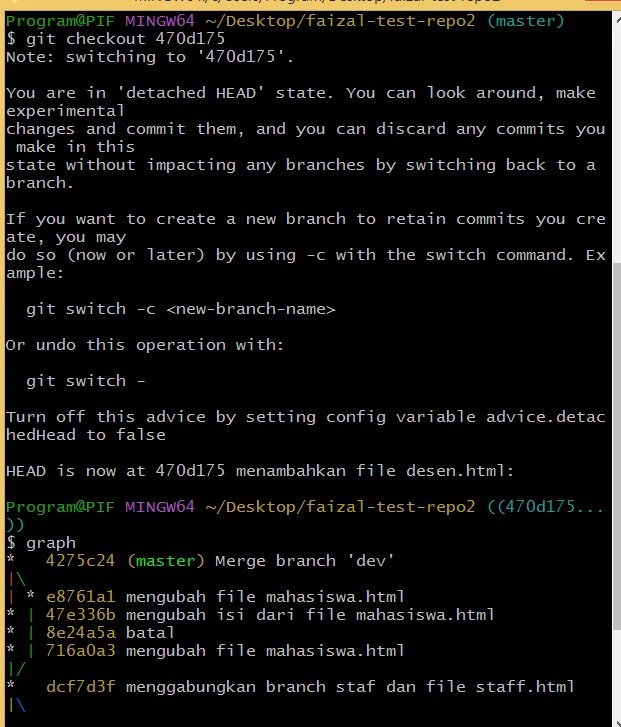 Program@PIF MINGW64 ~/Desktop/faizal-test-repo2 (master)
$ git checkout 470d175
Note: switching to '470d175'.
You are in 'detached HEAD' state. You can look around, make
experimental
changes and commit them, and you can discard any commits you
make in this
state without impacting any branches by switching back to a
branch.
If you want to create a new branch to retain commits you cre
ate, you may
do so (now or later) by using -c with the switch command. Ex
ample:
git switch -c <new-branch-name>
Or undo this operation with:
git switch -
Turn off this advice by setting config variable advice.detac
hedHead to false
HEAD is now at 470d175 menambahkan file desen.html:
Program@PIF MINGW64 ~/Desktop/faizal-test-repo2 ((470d175...
))
$ graph
*   4275c24 (master) Merge branch 'dev'
|\
| * e8761a1 mengubah file mahasiswa.html
* | 47e336b mengubah isi dari file mahasiswa.html
* | 8e24a5a batal
* | 716a0a3 mengubah file mahasiswa.html
|/
*   dcf7d3f menggabungkan branch staf dan file staff.html
|\